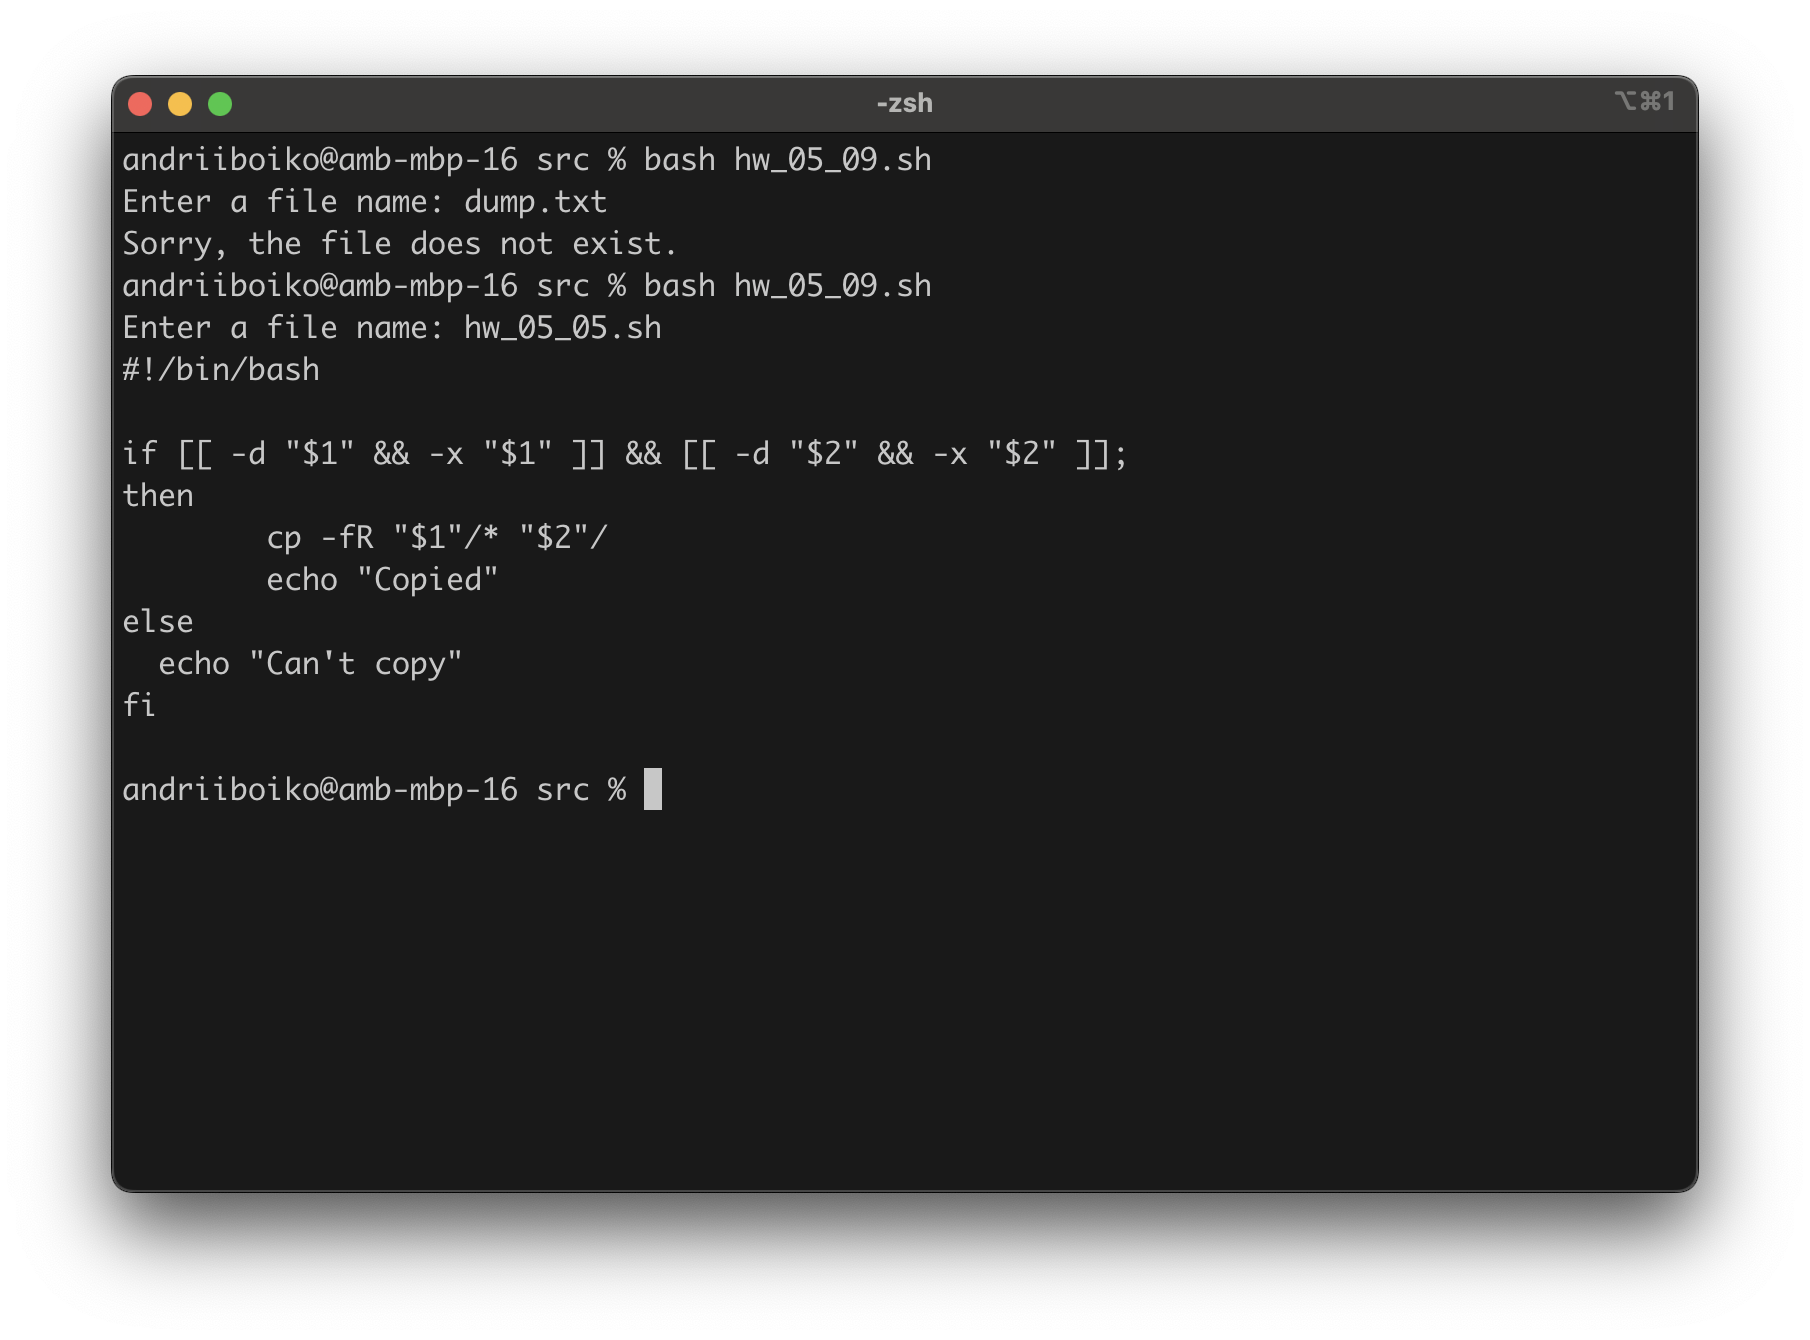 -zsh
⌥⌘1
andriiboiko@amb-mbp-16 src % bash hw_05_09.sh
Enter a file name: dump.txt
Sorry, the file does not exist.
andriiboiko@amb-mbp-16 src % bash hw_05_09.sh
Enter a file name: hw_05_05.sh
#!/bin/bash

if [[ -d "$1" && -x "$1" ]] && [[ -d "$2" && -x "$2" ]];
then
        cp -fR "$1"/* "$2"/
        echo "Copied"
else
  echo "Can't copy"
fi

andriiboiko@amb-mbp-16 src %